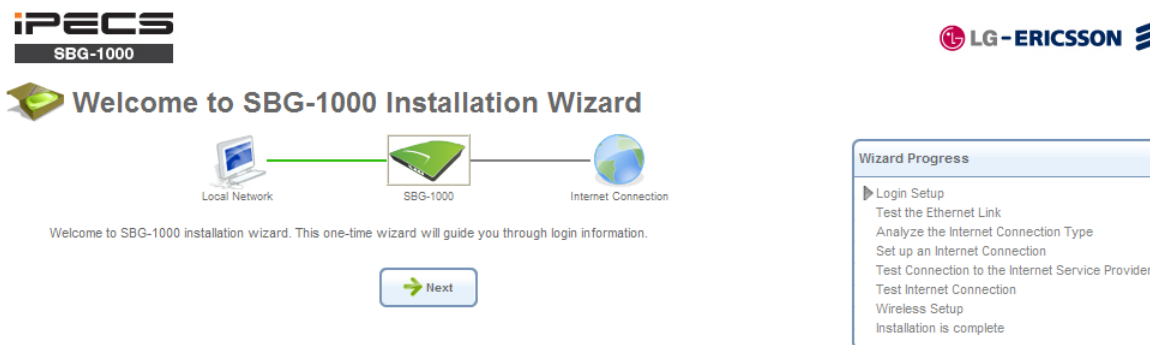 iPECS
SBG-1000
LG-ERICSSON
Welcome to SBG-1000 Installation Wizard
Local Network
SBG-1000
Internet Connection
Welcome to SBG-1000 installation wizard. This one-time wizard will guide you through login information.
Next
Wizard Progress
Login Setup
Test the Ethernet Link
Analyze the Internet Connection Type
Set up an Internet Connection
Test Connection to the Internet Service Provider
Test Internet Connection
Wireless Setup
Installation is complete